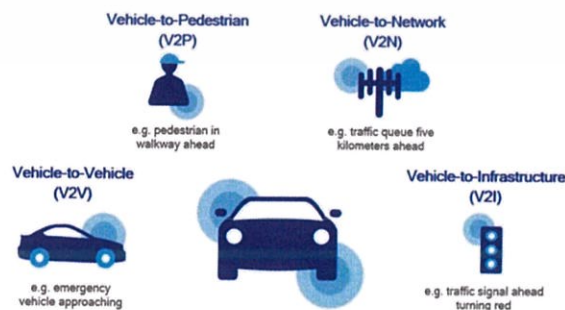 Vehicle-to-Pedestrian
(V2P)
e.g. pedestrian in
walkway ahead
Vehicle-to-Network
(V2N)
e.g. traffic queue five
kilometers ahead
Vehicle-to-Vehicle
(V2V)
e.g. emergency
vehicle approaching
Vehicle-to-Infrastructure
(V2I)
e.g. traffic signal ahead
turning red